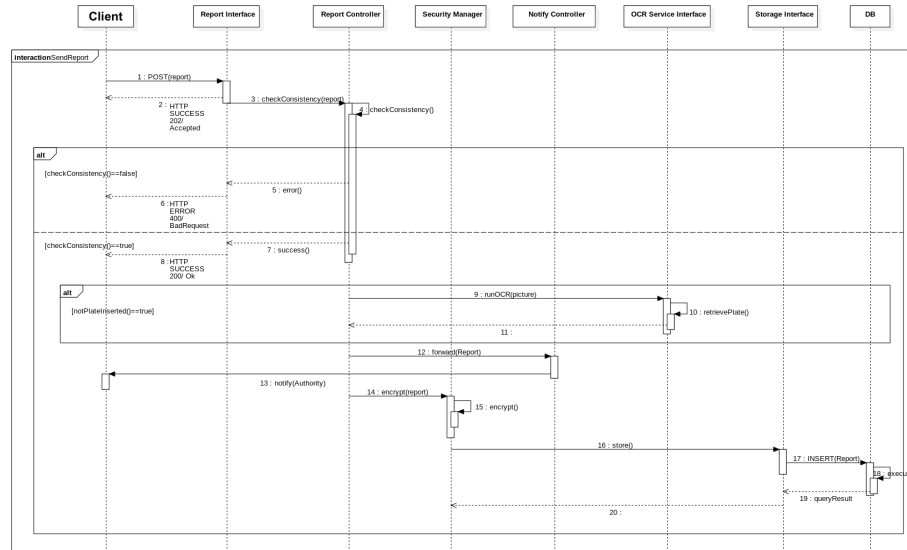 Client
Report Interface
Report Controller
Security Manager
Notify Controller
OCR Service Interface
Storage Interface
DB
InteractionSendReport
1 : POST(report)
2 : HTTP
SUCCESS
202/
Accepted
3 : checkConsistency(report)
4 : checkConsistency()
alt
[checkConsistency()==false]
5 : error()
6 : HTTP
ERROR
400/
BadRequest
[checkConsistency()==true]
7 : success()
8 : HTTP
SUCCESS
200/ Ok
alt
[notPlateInserted()==true]
9 : runOCR(picture)
10 : retrievePlate()
11 :
12 : forward(Report)
13 : notify(Authority)
14 : encrypt(report)
15 : encrypt()
16 : store()
17 : INSERT(Report)
18 : execu
19 : queryResult
20 :